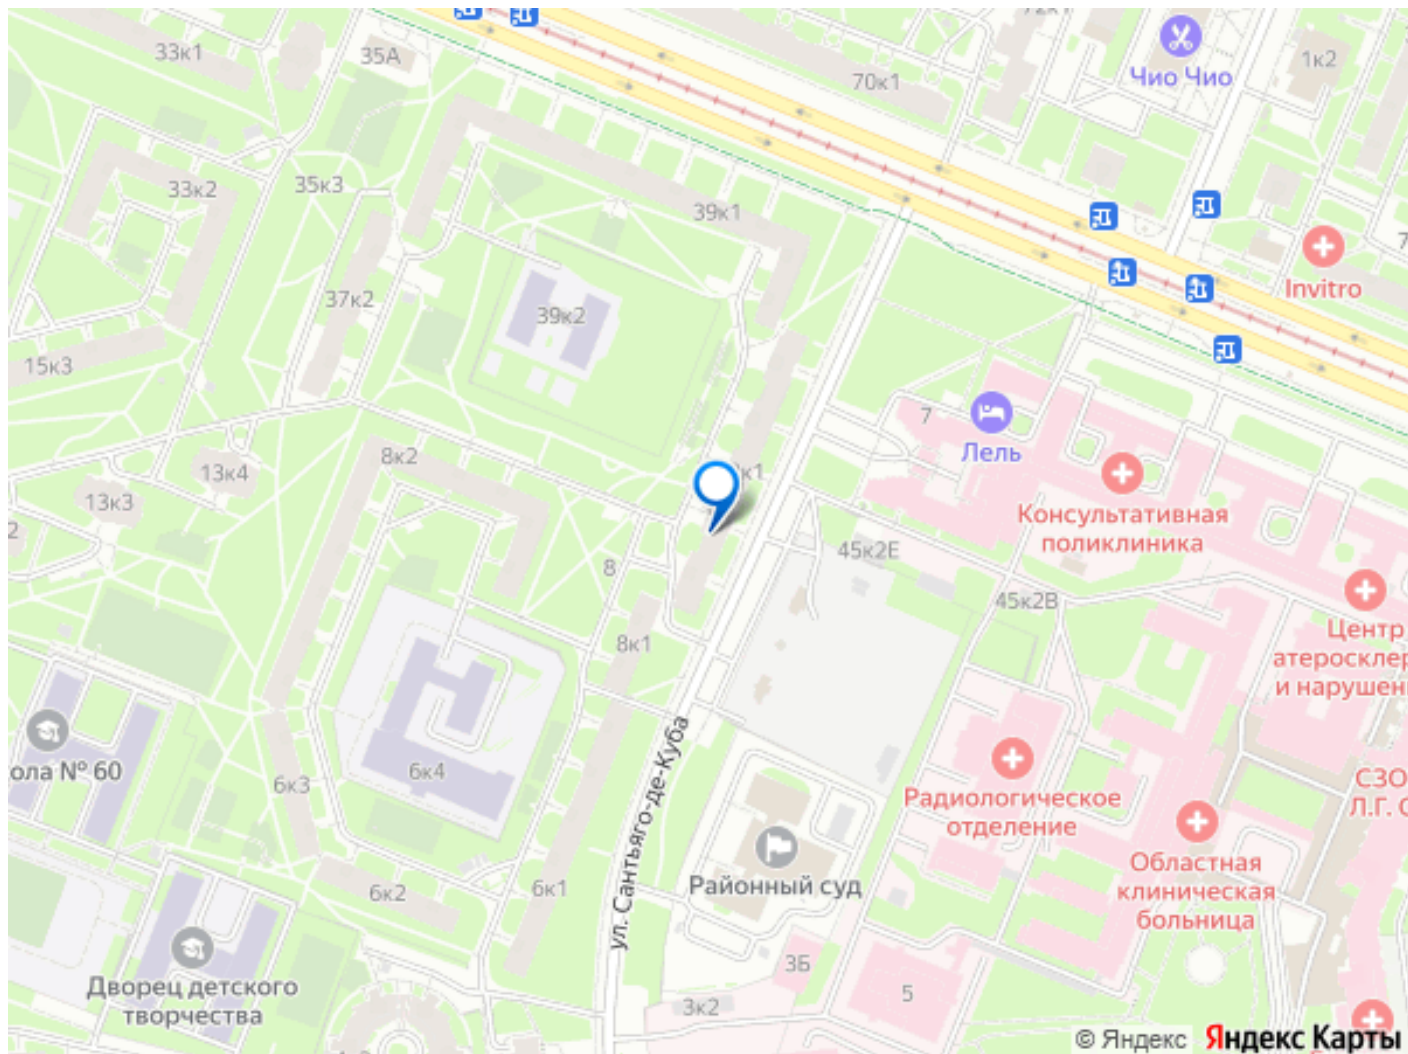 33к1
35А
70к1
Чио Чио
1к2
33к2
35к3
39к1
37к2
39к2
Invitro
15к3
7
Лель
8к2
13к4
13к3
Консультативная
поликлиника
45к2Е
8
45к2В
8к1
Центр
и нарушен
ул. Сантьяго-де-Куба
ола № 60
6к4
6к3
Радиологическое
отделение
СЗО
Л.Г. С
Областная
клиническая
больница
Районный суд
6к2
6к1
Дворец детского
творчества
3Б
5
3к2
© Яндекс Яндекс Карты